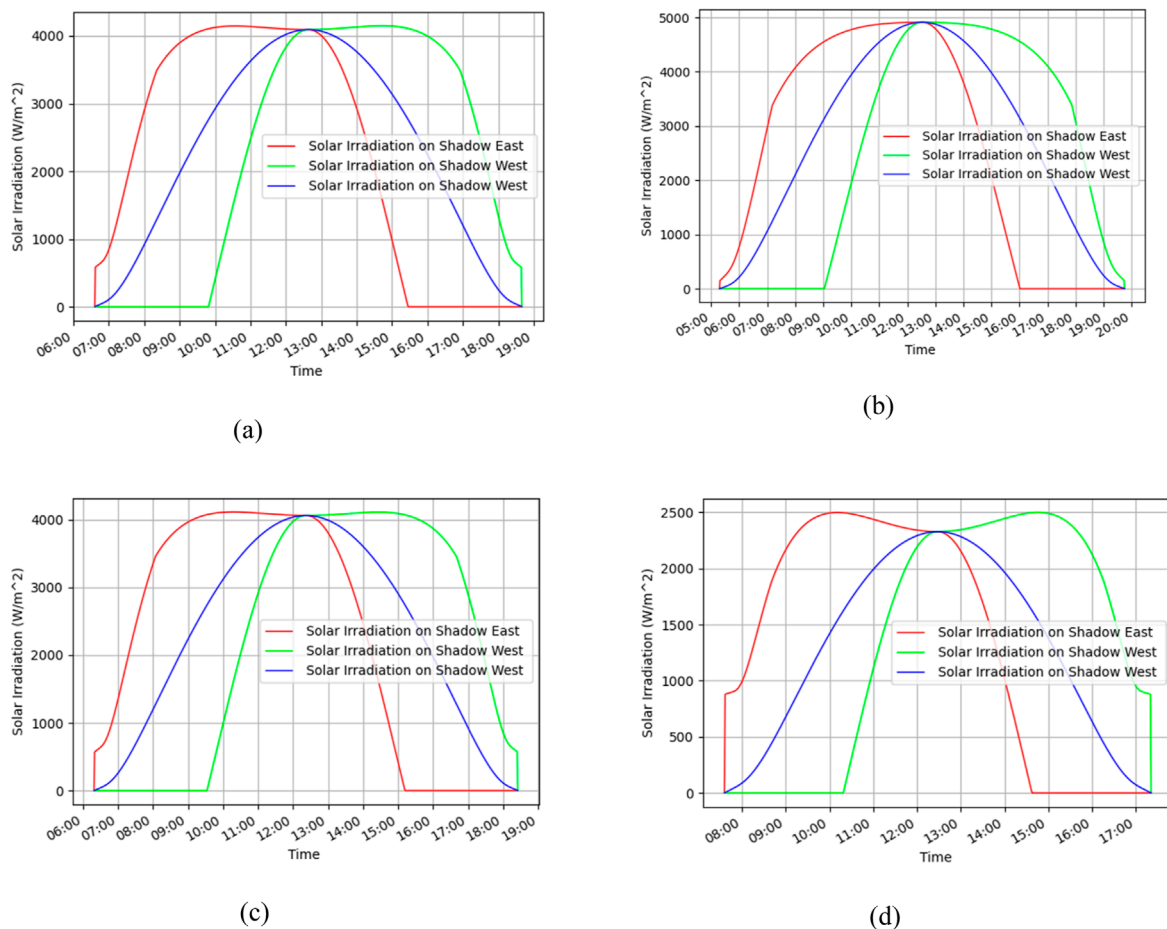 4000
3000
2000
1000
0
Solar Irradiation (W/m^2)
Solar Irradiation on Shadow East
Solar Irradiation on Shadow West
Solar Irradiation on Shadow West
06:00 07:00 08:00 09:00 10:00 11:00 12:00 13:00 14:00 15:00 16:00 17:00 18:00 19:00
Time
(a)
5000
4000
3000
2000
1000
0
Solar Irradiation (W/m^2)
Solar Irradiation on Shadow East
Solar Irradiation on Shadow West
Solar Irradiation on Shadow West
05:00 06:00 07:00 08:00 09:00 10:00 11:00 12:00 13:00 14:00 15:00 16:00 17:00 18:00 19:00 20:00
Time
(b)
4000
3000
2000
1000
0
Solar Irradiation (W/m^2)
Solar Irradiation on Shadow East
Solar Irradiation on Shadow West
Solar Irradiation on Shadow West
06:00 07:00 08:00 09:00 10:00 11:00 12:00 13:00 14:00 15:00 16:00 17:00 18:00 19:00
Time
(c)
2500
2000
1500
1000
500
0
Solar Irradiation (W/m^2)
Solar Irradiation on Shadow East
Solar Irradiation on Shadow West
Solar Irradiation on Shadow West
08:00 09:00 10:00 11:00 12:00 13:00 14:00 15:00 16:00 17:00
Time
(d)